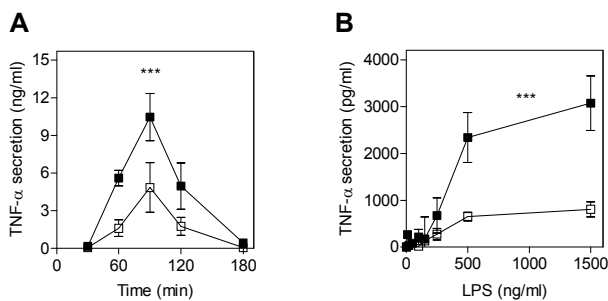 A
TNF-α secretion (ng/ml)
15
12
9
6
3
0
***
0 60 120 180
Time (min)
B
TNF-α secretion (pg/ml)
4000
3000
2000
1000
0
***
0 500 1000 1500
LPS (ng/ml)